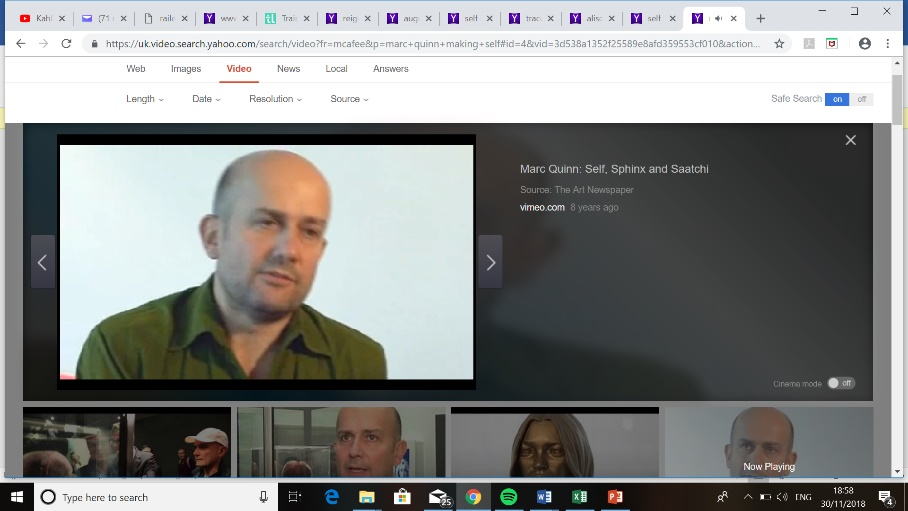 Kahl
(71
raile
www
Trai
reig
aug
self
trac
alisc
self
https://uk.video.search.yahoo.com/search/video?fr=mcafee&p=marc+quinn+making+self#id=4&vid=3d538a1352f25589e8afd359553cf010&action...
Web Images Video News Local Answers
Length Date Resolution Source Safe Search on off
Marc Quinn: Self, Sphinx and Saatchi
Source: The Art Newspaper
vimeo.com 8 years ago
Cinema mode off
Now Playing
Type here to search
25
ENG
18:58
30/11/2018
4